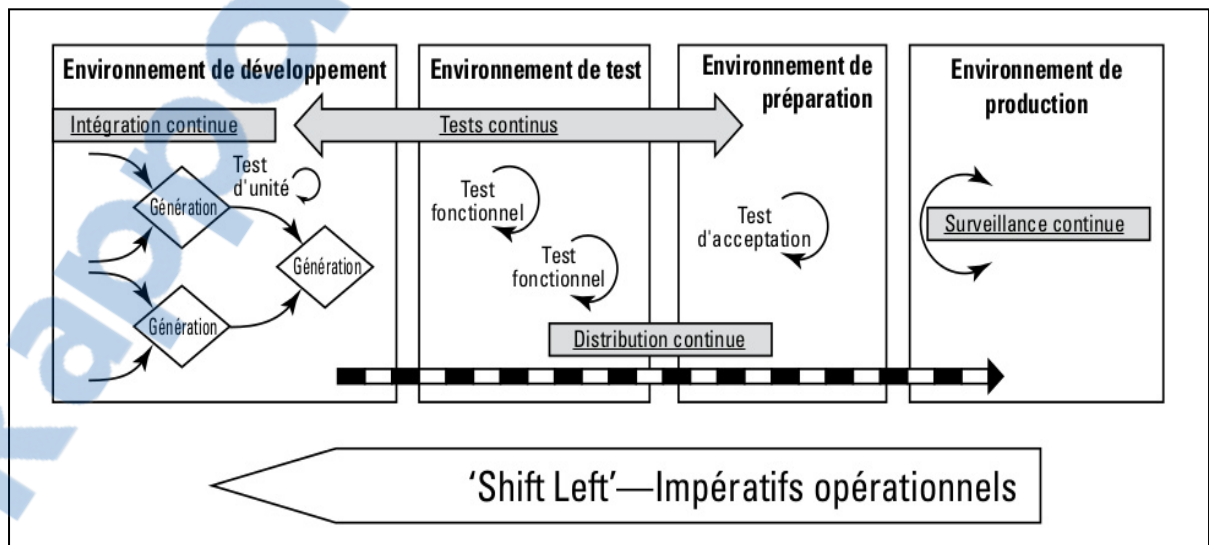 Environnement de développement
Intégration continue
Test
d'unité
Génération
Génération
Génération
Environnement de test
Tests continus
Test
fonctionnel
Test
fonctionnel
Distribution continue
Environnement de
préparation
Test
d'acceptation
Environnement de
production
Surveillance continue
'Shift Left'—Impératifs opérationnels